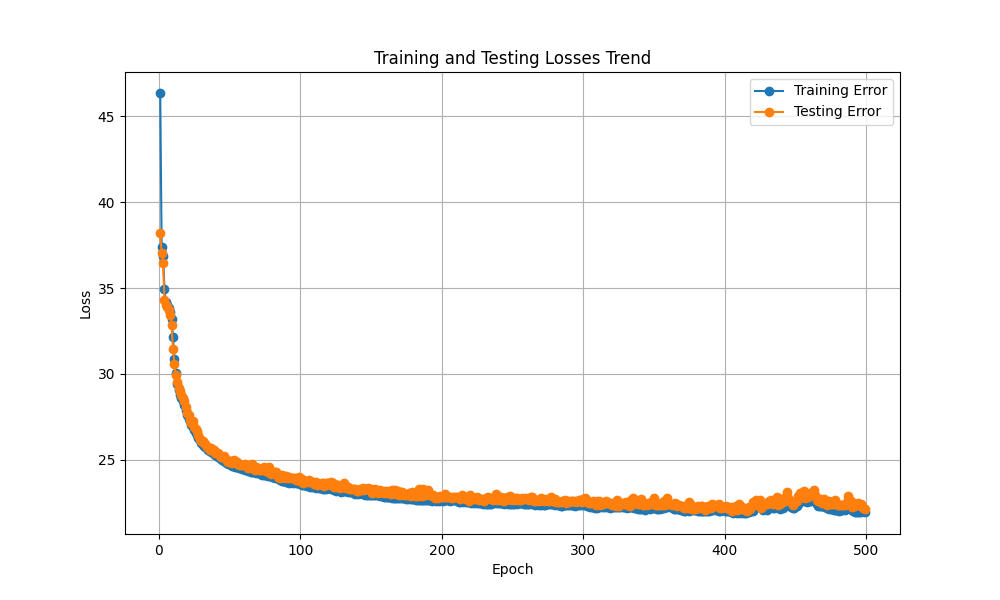 Training and Testing Losses Trend
Training Error
Testing Error
Loss
45
40
35
30
25
0
100
200
300
400
500
Epoch